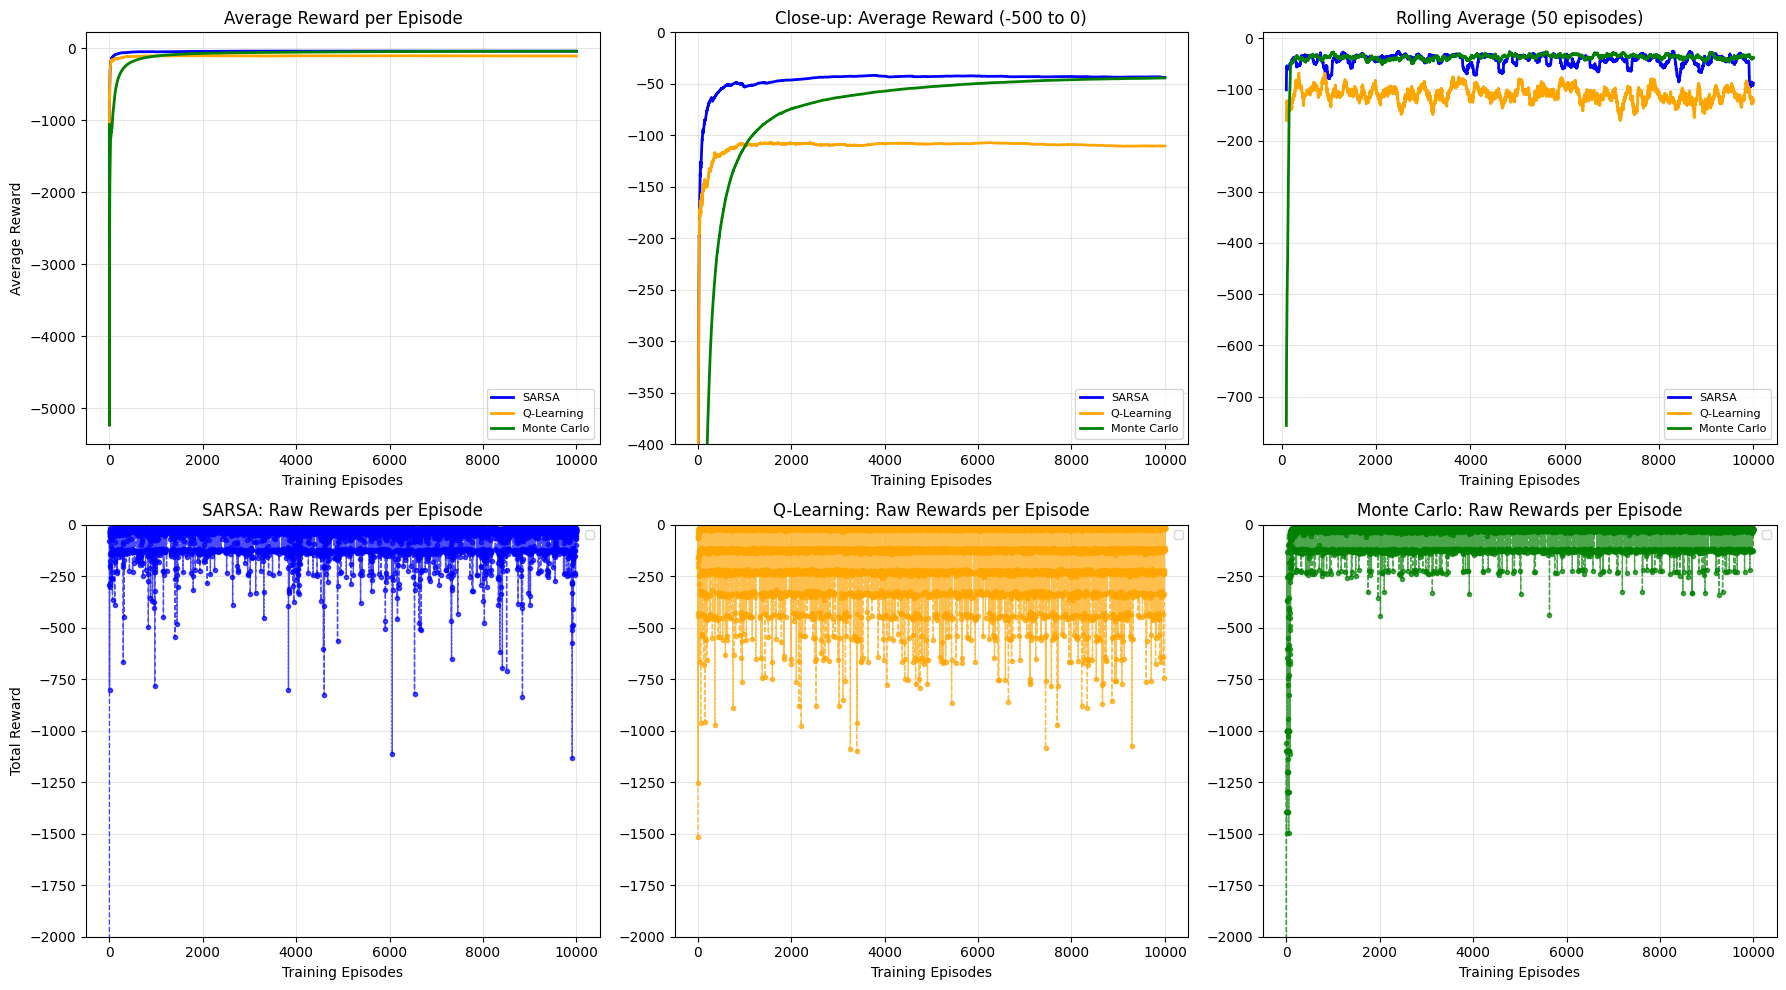 Average Reward per Episode
Average Reward
0
−1000
−2000
−3000
−4000
−5000
0 2000 4000 6000 8000 10000
Training Episodes
SARSA
Q-Learning
Monte Carlo
Close-up: Average Reward (-500 to 0)
0
−50
−100
−150
−200
−250
−300
−350
−400
0 2000 4000 6000 8000 10000
Training Episodes
SARSA
Q-Learning
Monte Carlo
Rolling Average (50 episodes)
0
−100
−200
−300
−400
−500
−600
−700
0 2000 4000 6000 8000 10000
Training Episodes
SARSA
Q-Learning
Monte Carlo
SARSA: Raw Rewards per Episode
Total Reward
0
−250
−500
−750
−1000
−1250
−1500
−1750
−2000
0 2000 4000 6000 8000 10000
Training Episodes
Q-Learning: Raw Rewards per Episode
0
−250
−500
−750
−1000
−1250
−1500
−1750
−2000
0 2000 4000 6000 8000 10000
Training Episodes
Monte Carlo: Raw Rewards per Episode
0
−250
−500
−750
−1000
−1250
−1500
−1750
−2000
0 2000 4000 6000 8000 10000
Training Episodes